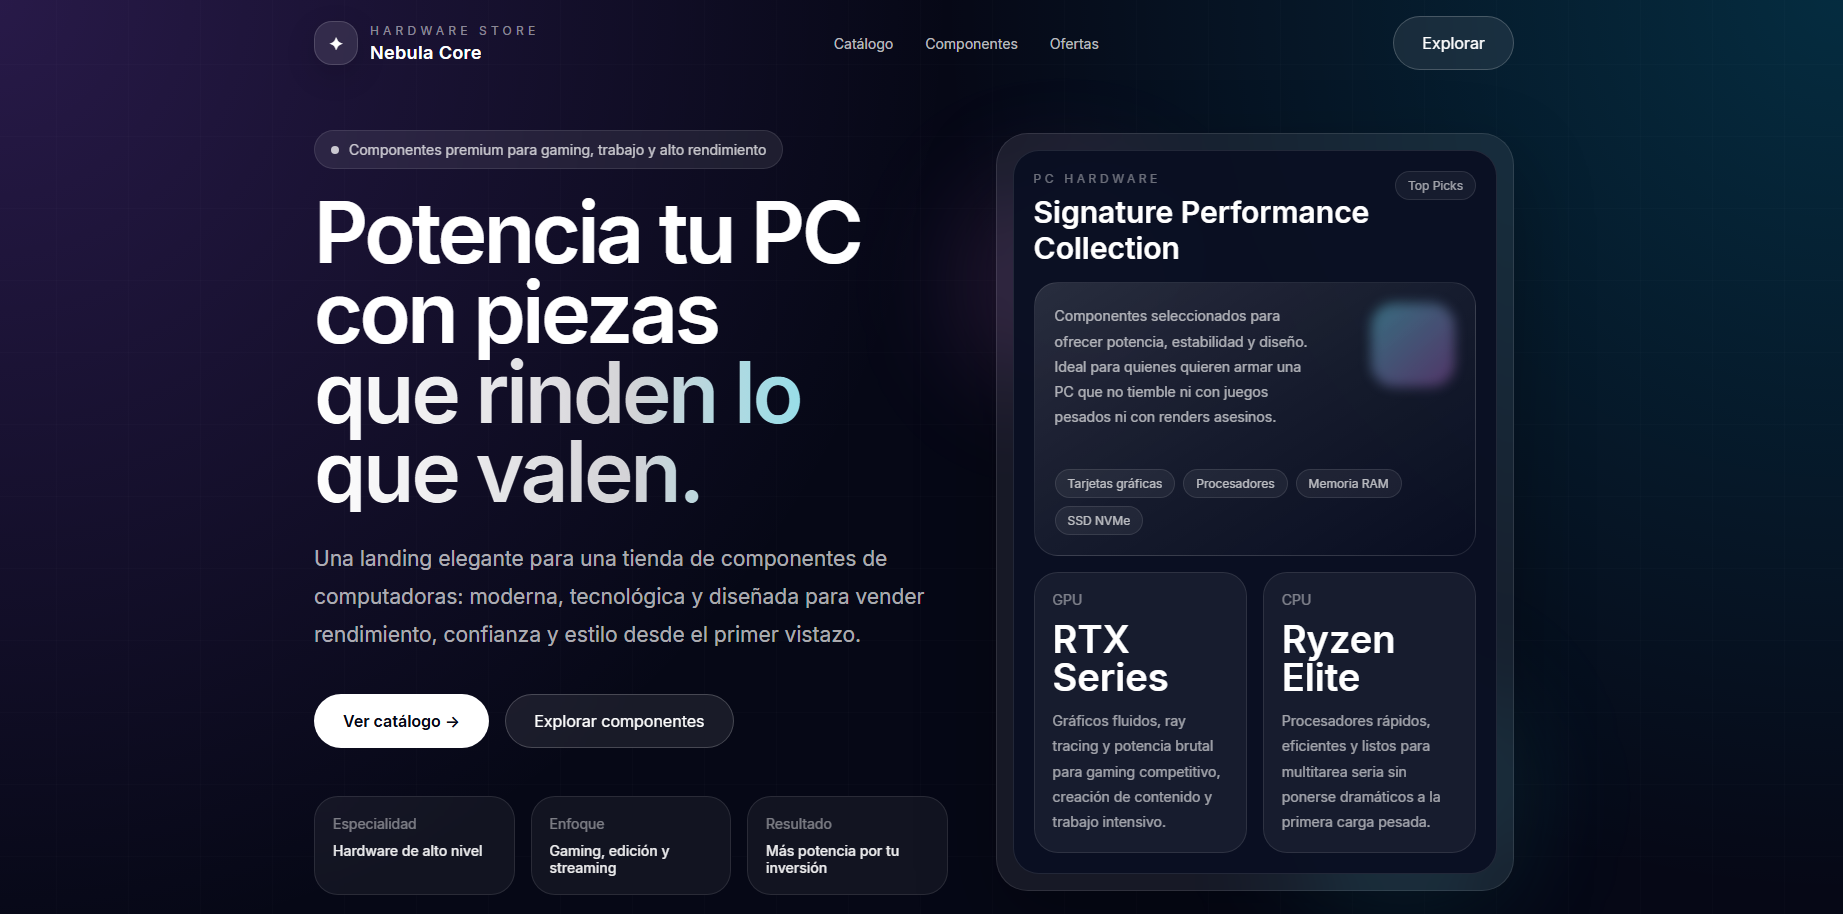 HARDWARE STORE
Nebula Core
Catálogo
Componentes
Ofertas
Explorar
Componentes premium para gaming, trabajo y alto rendimiento
Potencia tu PC
con piezas
que rinden lo
que valen.
Una landing elegante para una tienda de componentes de
computadoras: moderna, tecnológica y diseñada para vender
rendimiento, confianza y estilo desde el primer vistazo.
Ver catálogo →
Explorar componentes
Especialidad
Hardware de alto nivel
Enfoque
Gaming, edición y
streaming
Resultado
Más potencia por tu
inversión
PC HARDWARE
Top Picks
Signature Performance
Collection
Componentes seleccionados para
ofrecer potencia, estabilidad y diseño.
Ideal para quienes quieren armar una
PC que no tiemble ni con juegos
pesados ni con renders asesinos.
Tarjetas gráficas
Procesadores
Memoria RAM
SSD NVMe
GPU
RTX
Series
Gráficos fluidos, ray
tracing y potencia brutal
para gaming competitivo,
creación de contenido y
trabajo intensivo.
CPU
Ryzen
Elite
Procesadores rápidos,
eficientes y listos para
multitarea seria sin
ponerse dramáticos a la
primera carga pesada.